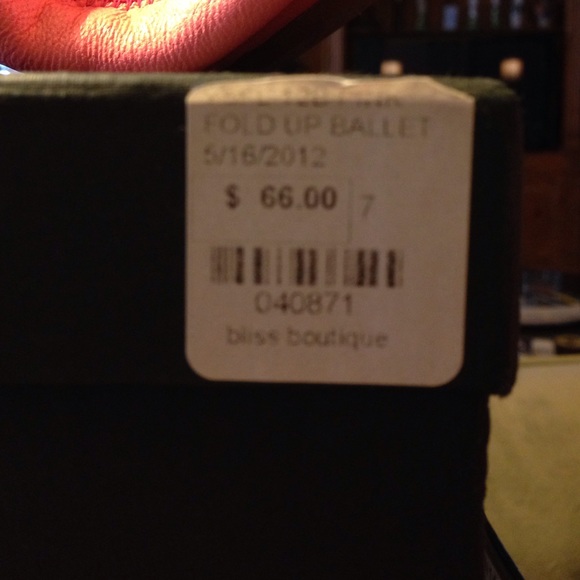 FOLD UP BALLET
5/16/2012
$ 66.00 7
040871
bliss boutique